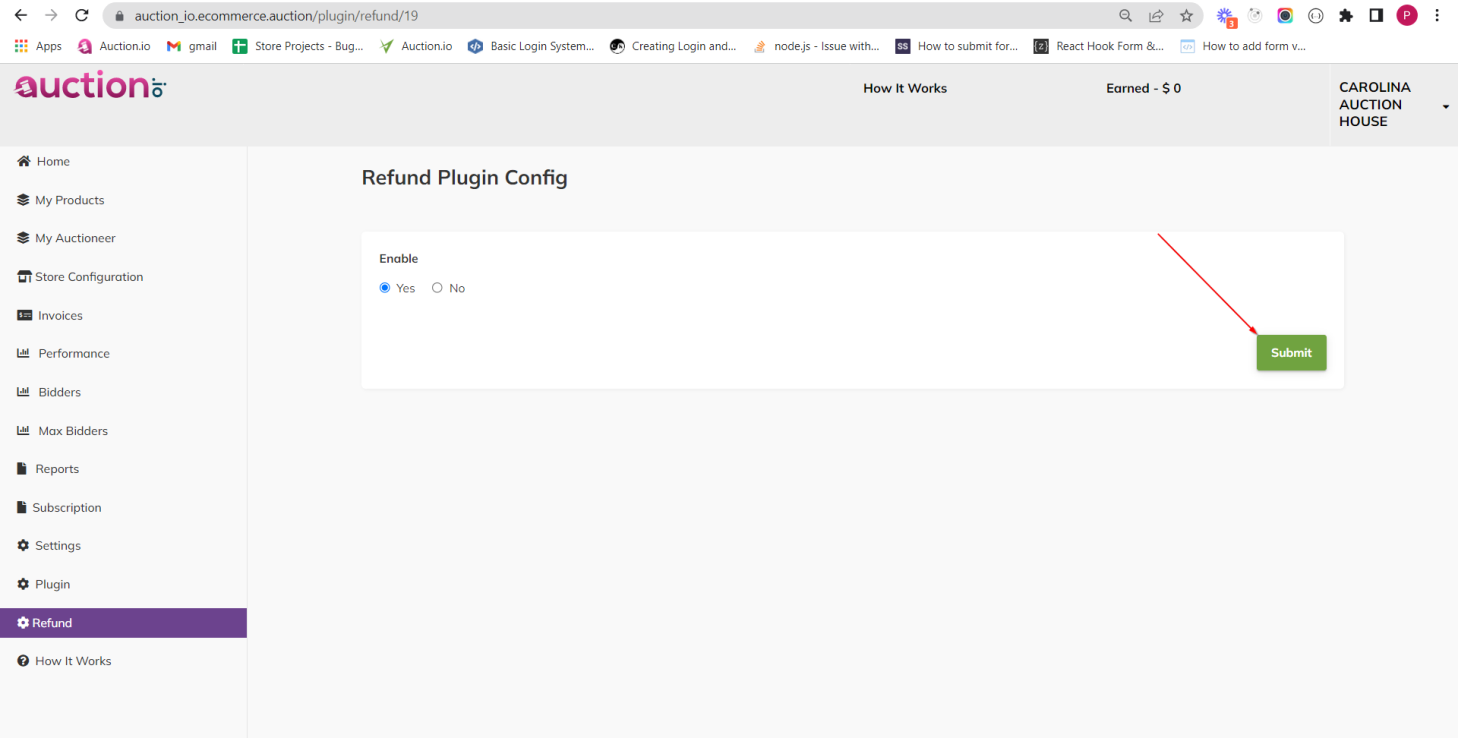 auction_io.ecommerce.auction/plugin/refund/19
3
P
Apps
Auction.io
gmail
Store Projects - Bug...
Auction.io
Basic Login System...
Creating Login and...
node.js - Issue with...
SS
How to submit for...
{z}
React Hook Form &...
How to add form v...
auction.io
How It Works
Earned - $ 0
CAROLINA
AUCTION
HOUSE
Home
My Products
My Auctioneer
Store Configuration
Invoices
Performance
Bidders
Max Bidders
Reports
Subscription
Settings
Plugin
Refund
How It Works
Refund Plugin Config
Enable
Yes
No
Submit